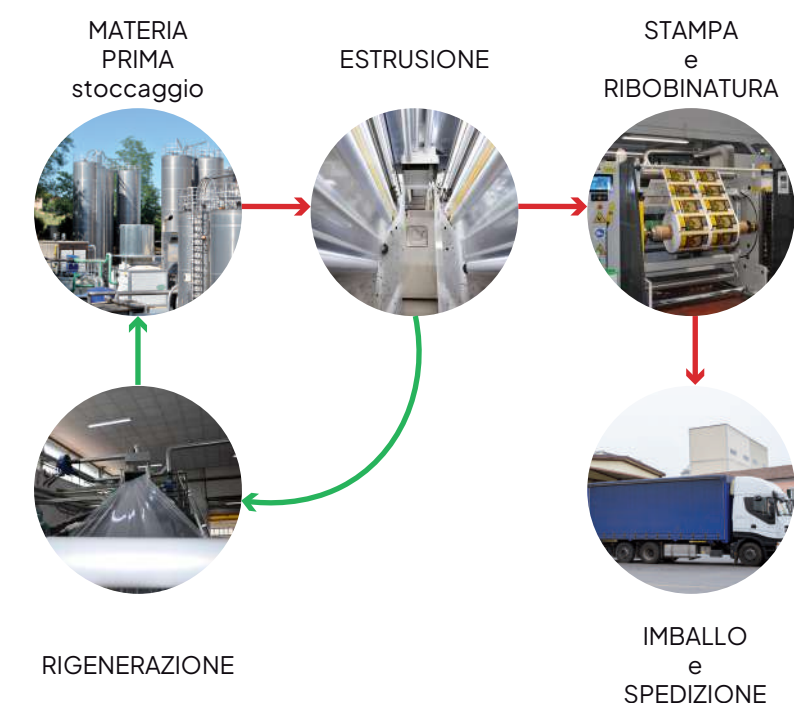 MATERIA
PRIMA
stoccaggio
ESTRUSIONE
STAMPA
e
RIBOBINATURA
RIGENERAZIONE
IMBALLO
e
SPEDIZIONE